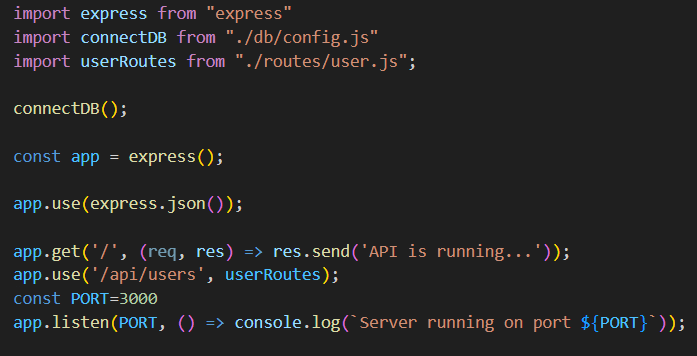 import express from "express"
import connectDB from "./db/config.js"
import userRoutes from "./routes/user.js";
connectDB();
const app = express();
app.use(express.json());
app.get('/', (req, res) => res.send('API is running...'));
app.use('/api/users', userRoutes);
const PORT=3000
app.listen(PORT, () => console.log(`Server running on port ${PORT}`));